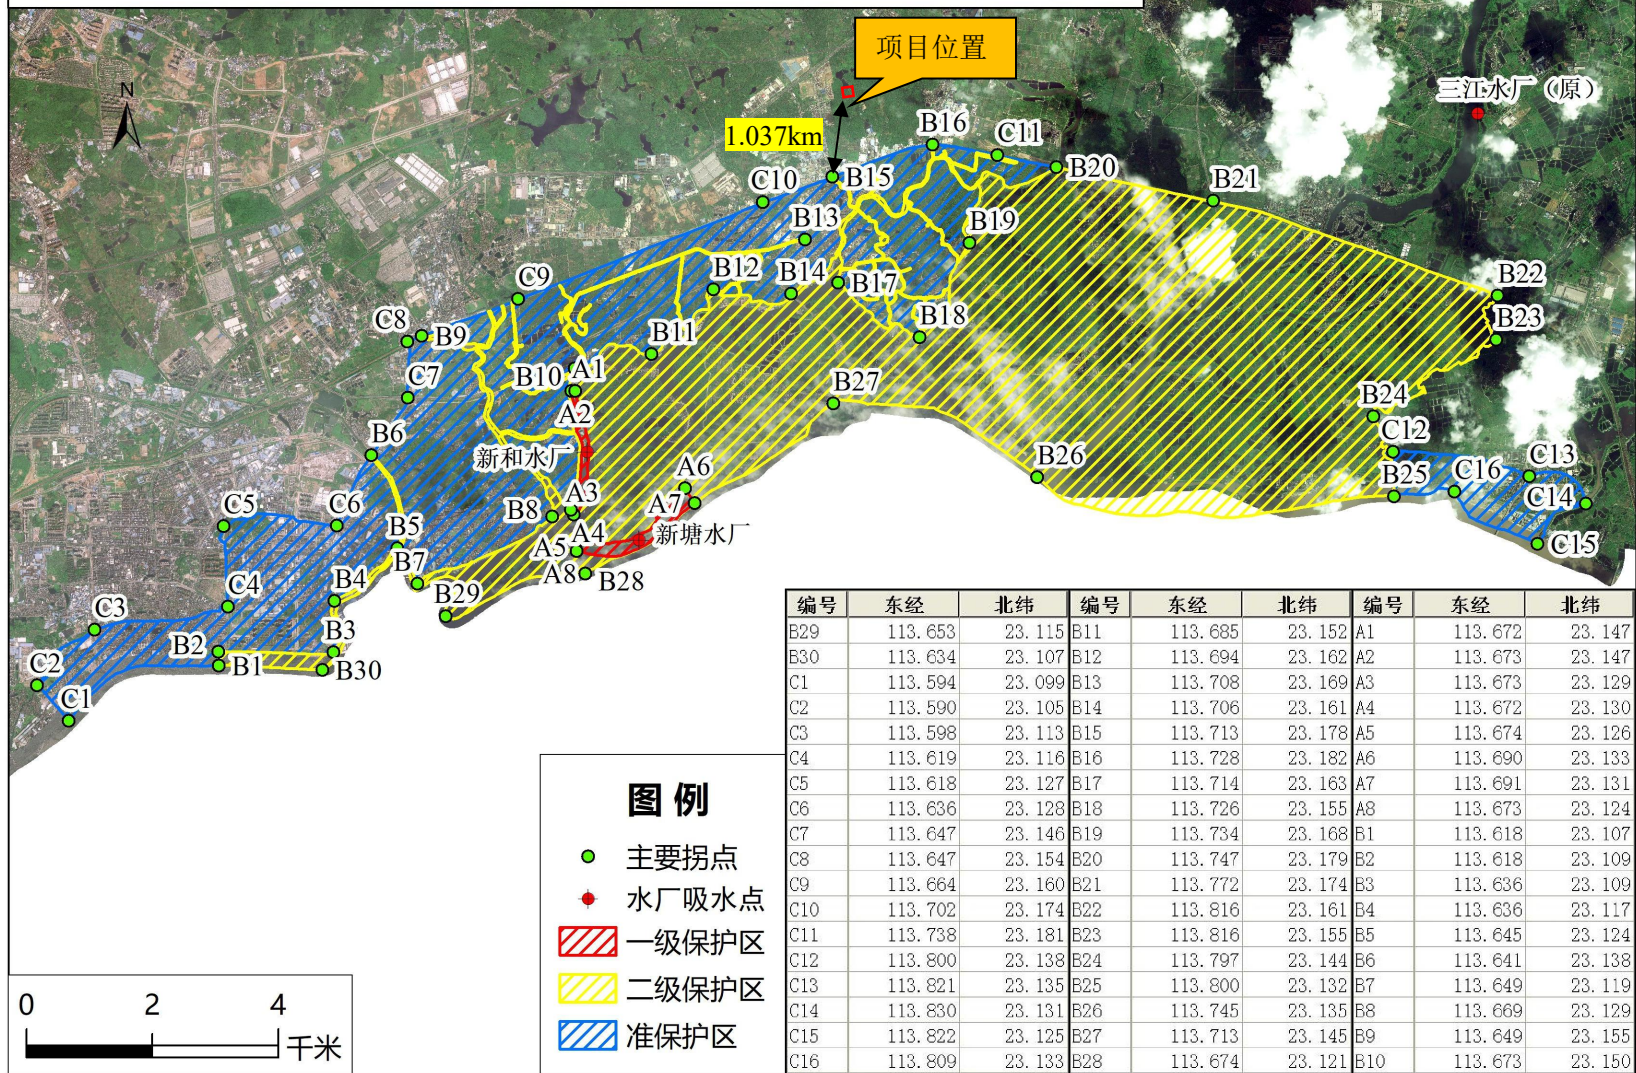 项目位置
N
三江水厂（原）
1.037km
B16
C11
B20
C10
B15
B21
B13
B19
B12
B14
B17
B22
C9
B23
C8
B9
B18
B11
B10
A1
C7
B27
A2
B24
B6
C12
新和水厂
A6
B26
C13
C5
C6
A3
A7
B25
C16
C14
B8
B5
A4
新塘水厂
A5
C15
B7
A8
B28
C4
B4
B29
C3
B2
B3
C2
B1
B30
C1
编号 东经 北纬 编号 东经 北纬 编号 东经 北纬
B29 113.653 23.115 B11 113.685 23.152 A1 113.672 23.147
B30 113.634 23.107 B12 113.694 23.162 A2 113.673 23.147
C1 113.594 23.099 B13 113.708 23.169 A3 113.673 23.129
C2 113.590 23.105 B14 113.706 23.161 A4 113.672 23.130
C3 113.598 23.113 B15 113.713 23.178 A5 113.674 23.126
C4 113.619 23.116 B16 113.728 23.182 A6 113.690 23.133
C5 113.618 23.127 B17 113.714 23.163 A7 113.691 23.131
C6 113.636 23.128 B18 113.726 23.155 A8 113.673 23.124
C7 113.647 23.146 B19 113.734 23.168 B1 113.618 23.107
C8 113.647 23.154 B20 113.747 23.179 B2 113.618 23.109
C9 113.664 23.160 B21 113.772 23.174 B3 113.636 23.109
C10 113.702 23.174 B22 113.816 23.161 B4 113.636 23.117
C11 113.738 23.181 B23 113.816 23.155 B5 113.645 23.124
C12 113.800 23.138 B24 113.797 23.144 B6 113.641 23.138
C13 113.821 23.135 B25 113.800 23.132 B7 113.649 23.119
C14 113.830 23.131 B26 113.745 23.135 B8 113.669 23.129
C15 113.822 23.125 B27 113.713 23.145 B9 113.649 23.155
C16 113.809 23.133 B28 113.674 23.121 B10 113.673 23.150
图例
主要拐点
水厂吸水点
一级保护区
二级保护区
准保护区
0 2 4
千米